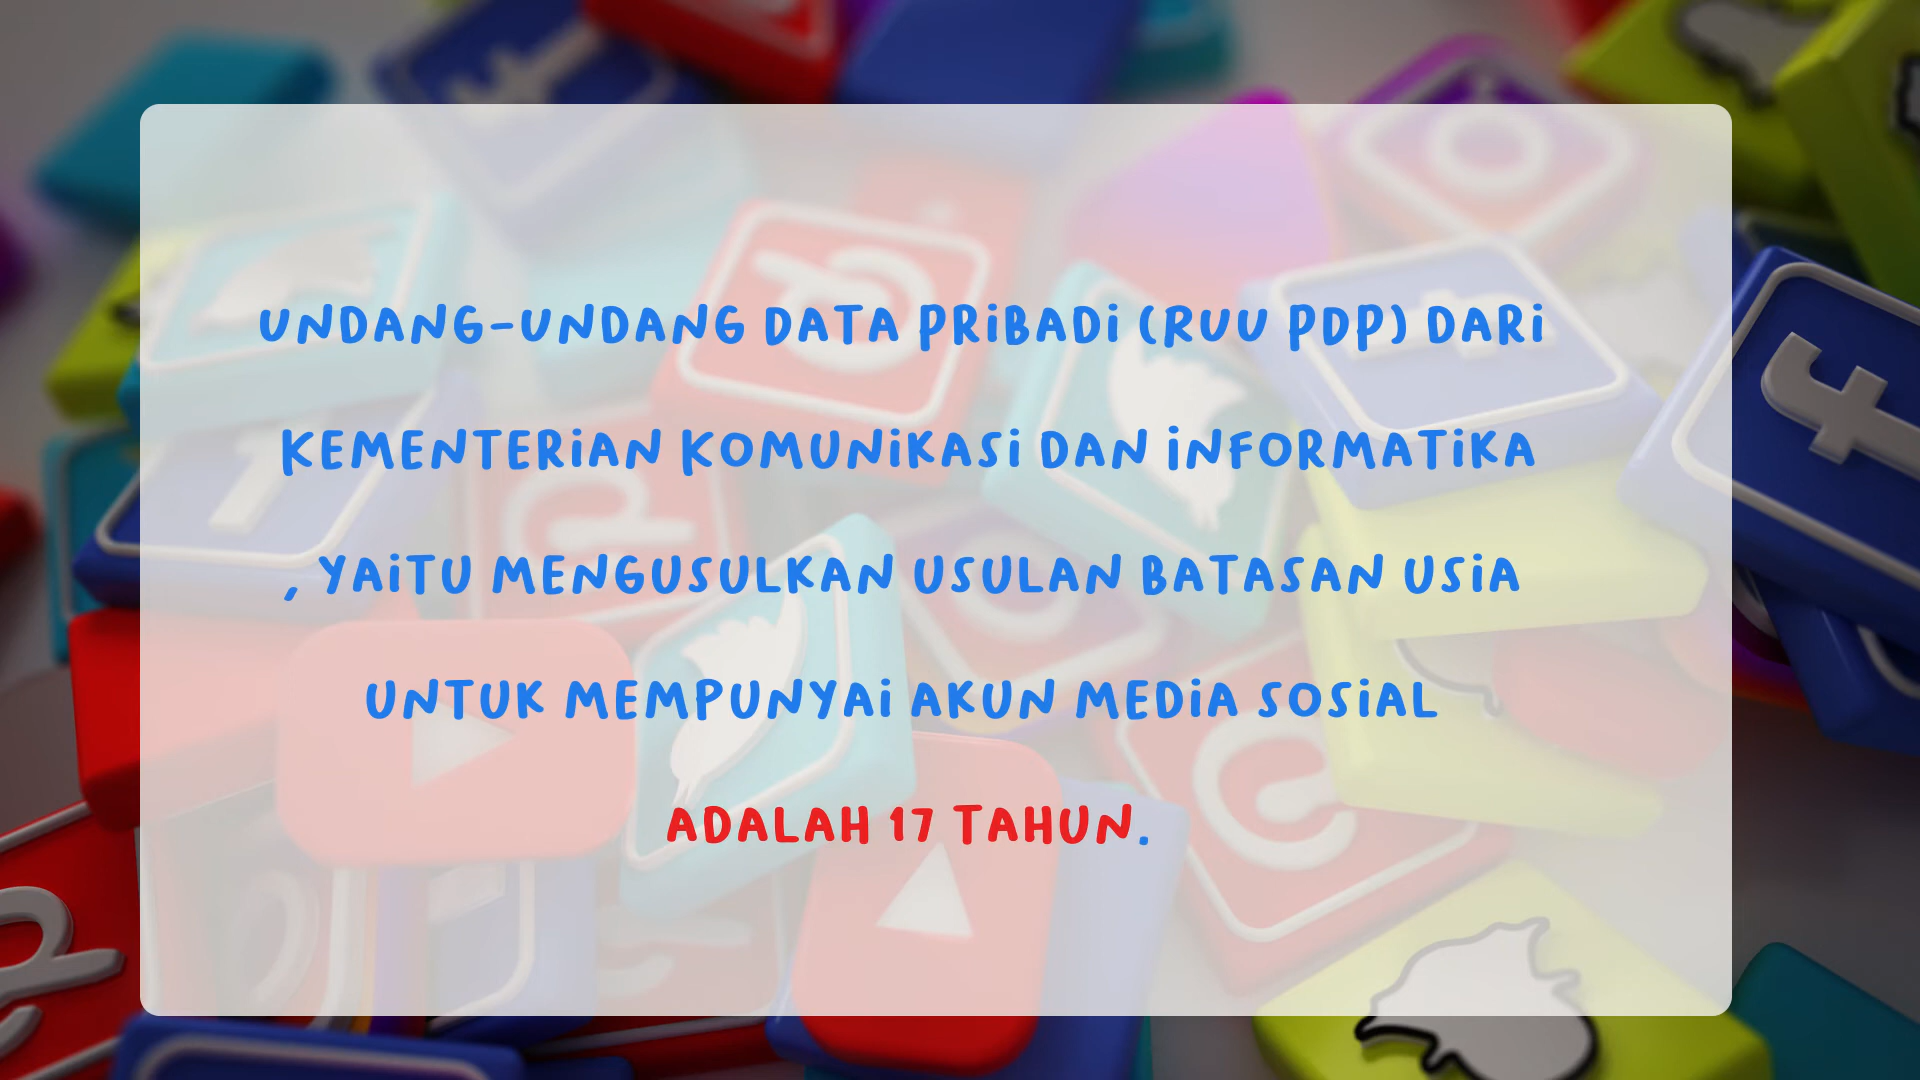 UNDANG-UNDANG DATA PRIBADI (RUU PDP) DARI
KEMENTERIAN KOMUNIKASI DAN INFORMATIKA
, YAITU MENGUSULKAN USULAN BATASAN USIA
UNTUK MEMPUNYAI AKUN MEDIA SOSIAL
ADALAH 17 TAHUN.